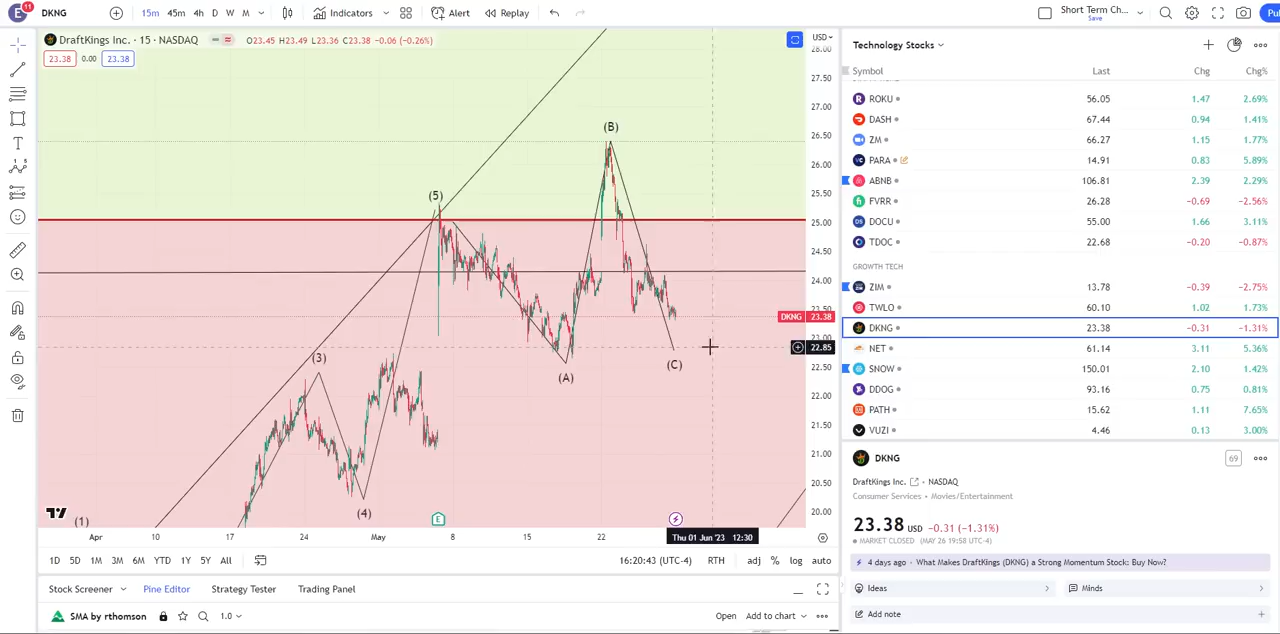 E 11 DKNG 15m 45m 4h D W M Indicators Alert Replay Short Term Ch... Save Pu
DraftKings Inc. · 15 · NASDAQ O23.45 H23.49 L23.36 C23.38 -0.06 (-0.26%) USD
23.38 0.00 23.38
28.00
27.50
27.00
26.50
26.00
25.50
25.00
24.50
24.00
23.50
DKNG 23.38
23.00
22.85
22.50
22.00
21.50
21.00
20.50
20.00
(1)
(3)
(4)
(5)
(A)
(B)
(C)
E
Apr 10 17 24 May 8 15 22 Thu 01 Jun '23 12:30
1D 5D 1M 3M 6M YTD 1Y 5Y All 16:20:43 (UTC-4) RTH adj % log auto
Stock Screener Pine Editor Strategy Tester Trading Panel
SMA by rthomson 1.0 Open Add to chart
Technology Stocks
Symbol Last Chg Chg%
ROKU 56.05 1.47 2.69%
DASH 67.44 0.94 1.41%
ZM 66.27 1.15 1.77%
PARA 14.91 0.83 5.89%
ABNB 106.81 2.39 2.29%
FVRR 26.28 -0.69 -2.56%
DOCU 55.00 1.66 3.11%
TDOC 22.68 -0.20 -0.87%
GROWTH TECH
ZIM 13.78 -0.39 -2.75%
TWLO 60.10 1.02 1.73%
DKNG 23.38 -0.31 -1.31%
NET 61.14 3.11 5.36%
SNOW 150.01 2.10 1.42%
DDOG 93.16 0.75 0.81%
PATH 15.62 1.11 7.65%
VUZI 4.46 0.13 3.00%
DKNG 69
DraftKings Inc. • NASDAQ
Consumer Services • Movies/Entertainment
23.38 USD -0.31 (-1.31%)
MARKET CLOSED (MAY 26 19:58 UTC-4)
4 days ago · What Makes DraftKings (DKNG) a Strong Momentum Stock: Buy Now?
Ideas Minds
Add note